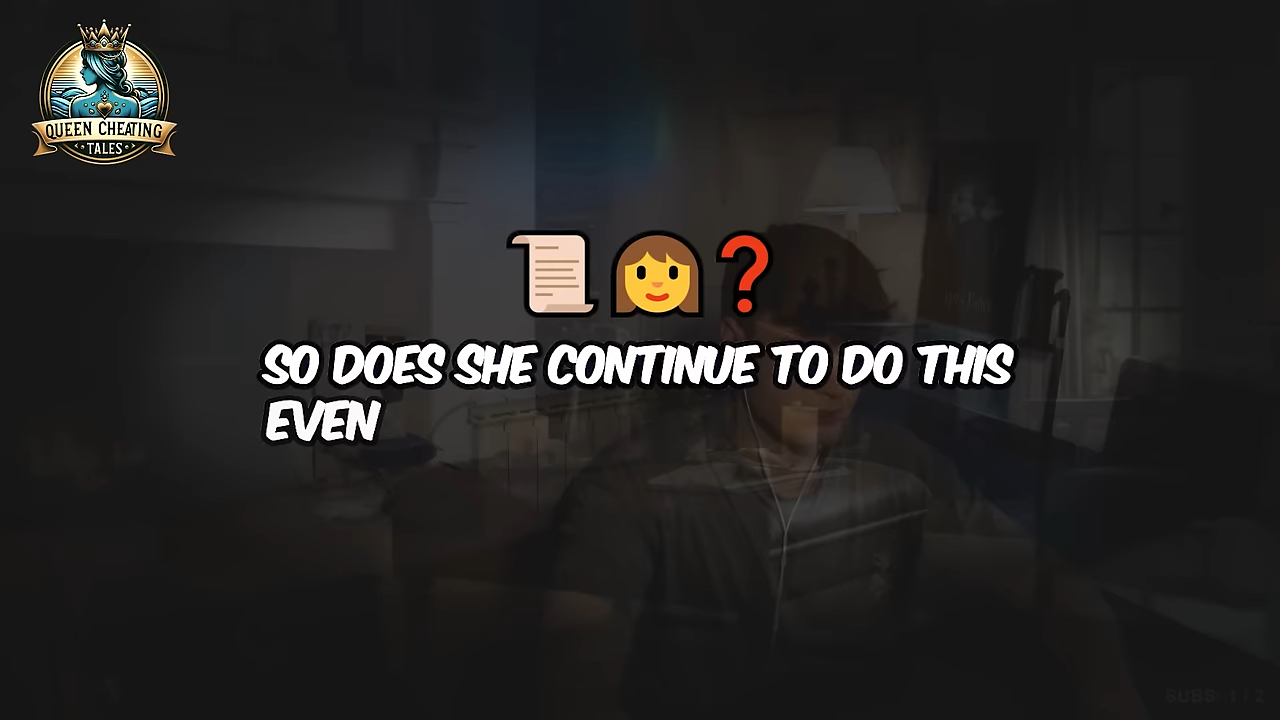 QUEEN CHEATING
TALES
SO DOES SHE CONTINUE TO DO THIS
EVEN